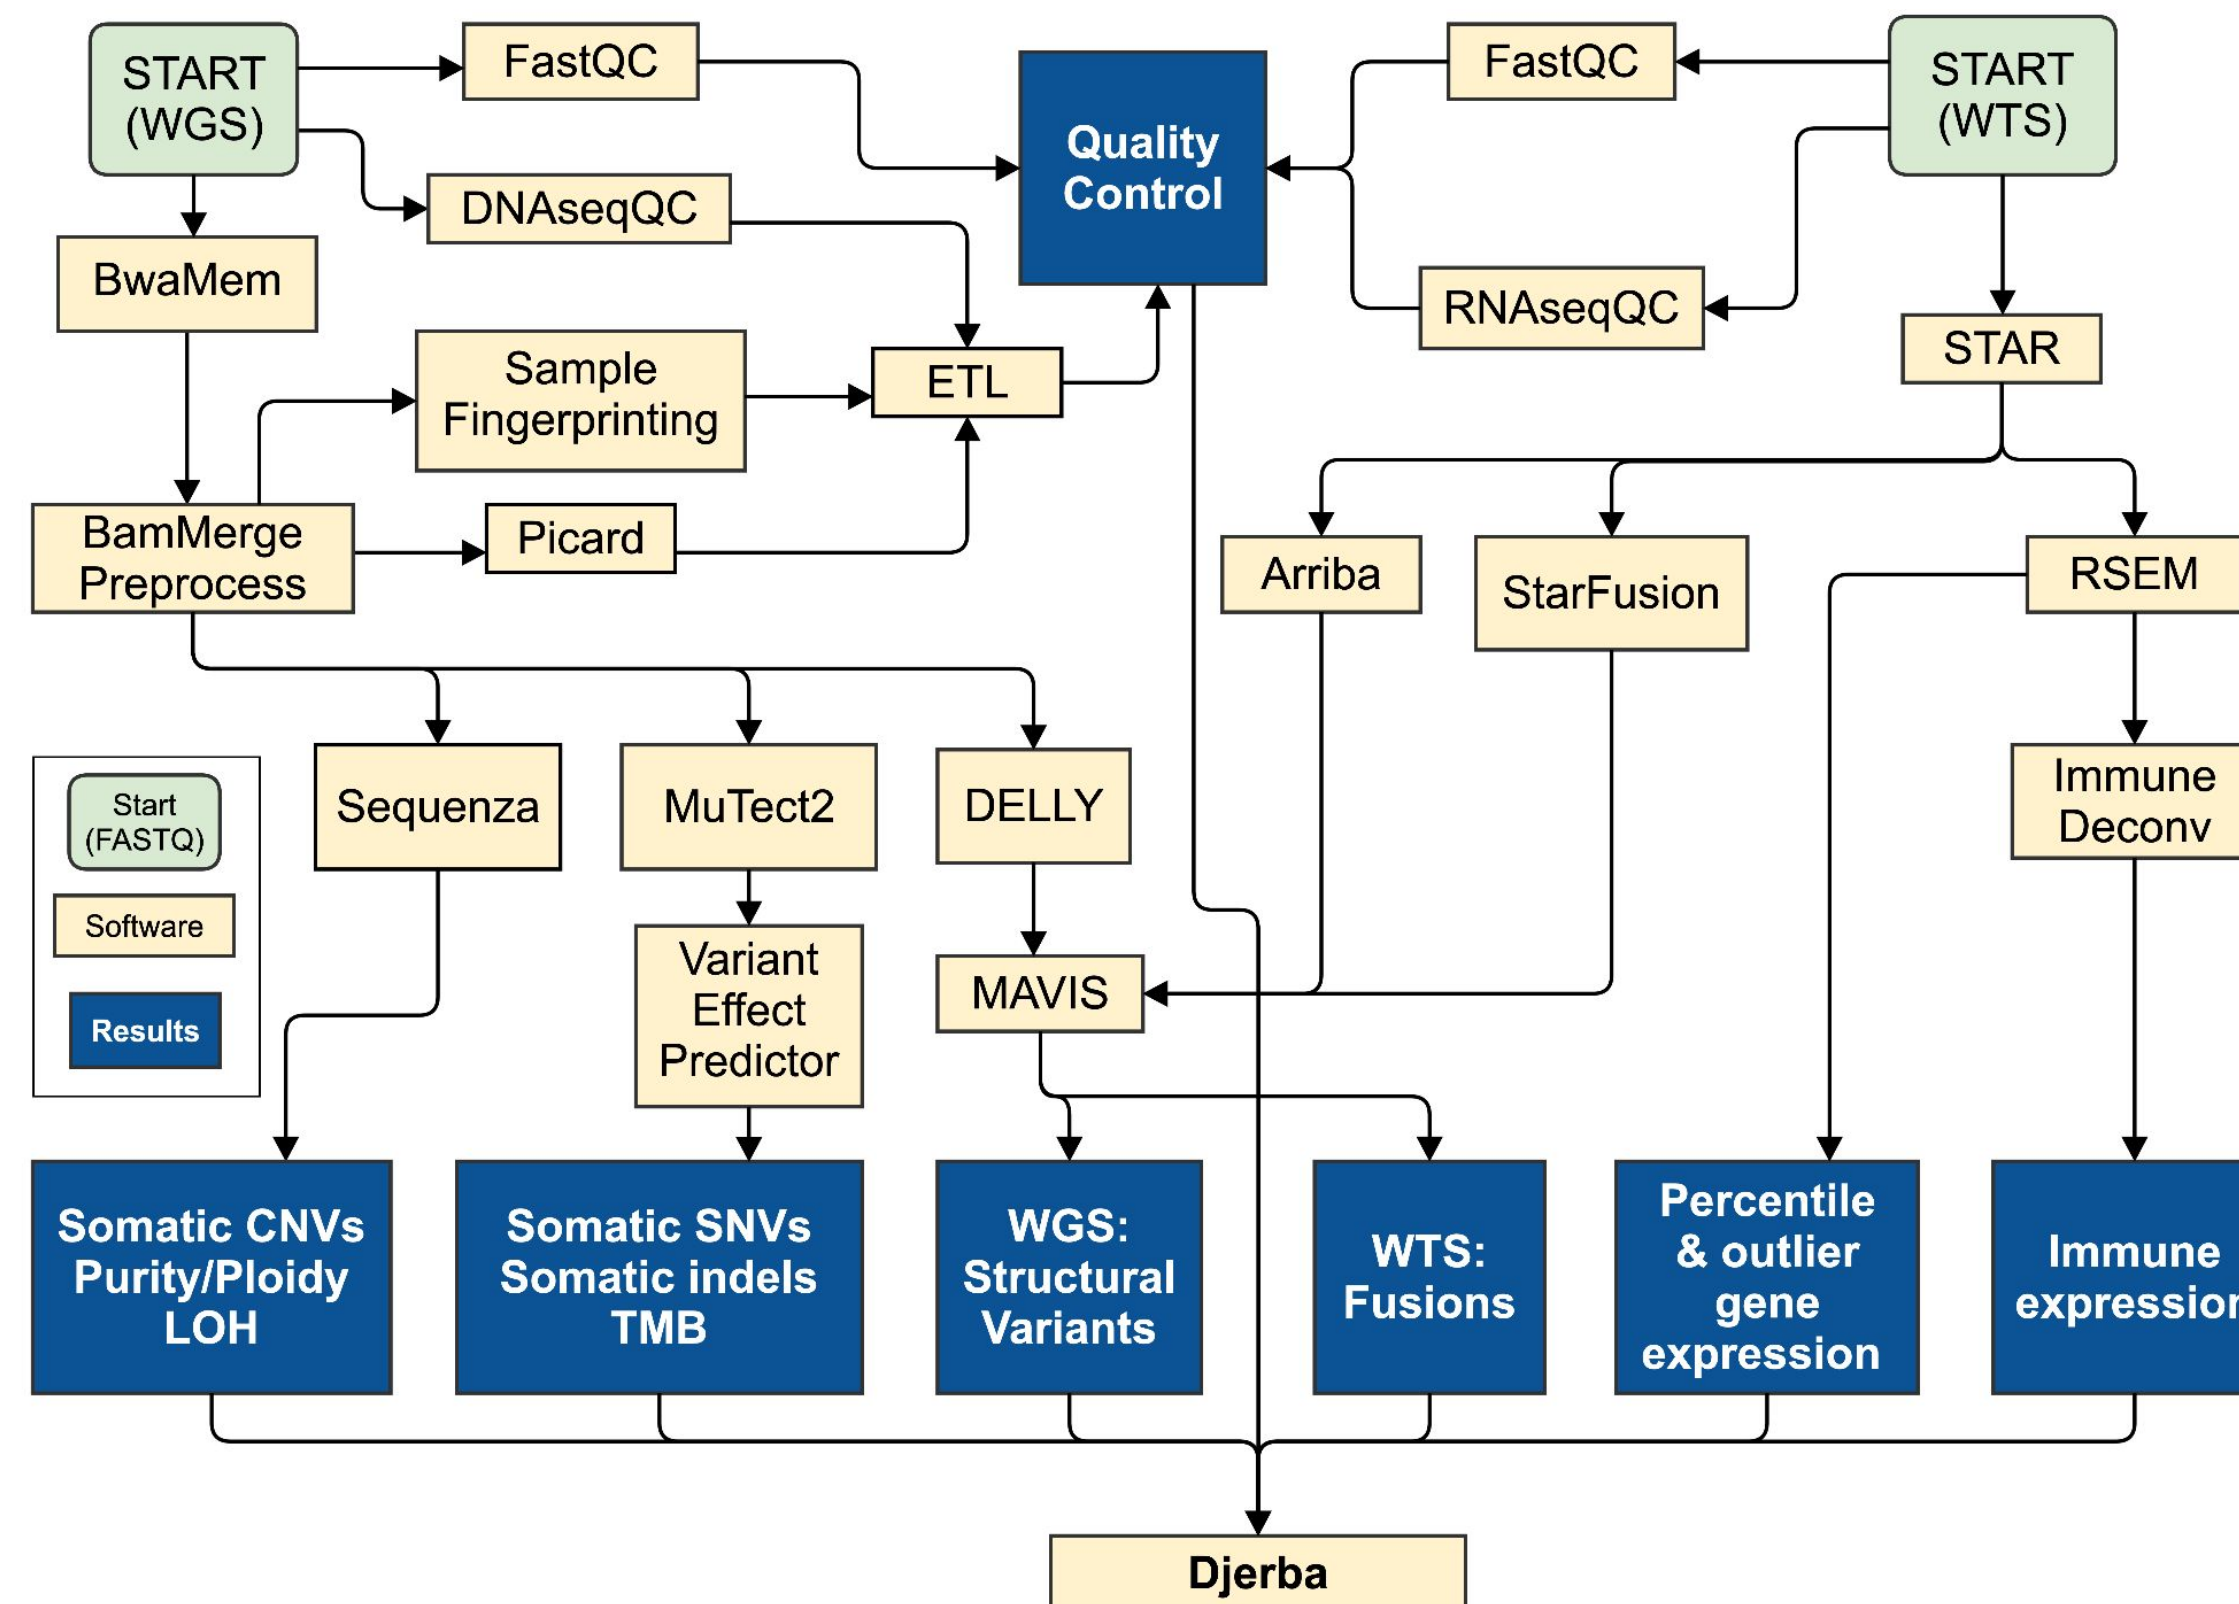 START
(WGS)
FastQC
Quality
Control
FastQC
START
(WTS)
DNAseqQC
BwaMem
RNAseqQC
STAR
Sample
Fingerprinting
ETL
BamMerge
Preprocess
Picard
Arriba
StarFusion
RSEM
Sequenza
MuTect2
DELLY
Immune
Deconv
Start
(FASTQ)
Software
Results
Variant
Effect
Predictor
MAVIS
Somatic CNVs
Purity/Ploidy
LOH
Somatic SNVs
Somatic indels
TMB
WGS:
Structural
Variants
WTS:
Fusions
Percentile
& outlier
gene
expression
Immune
expression
Djerba